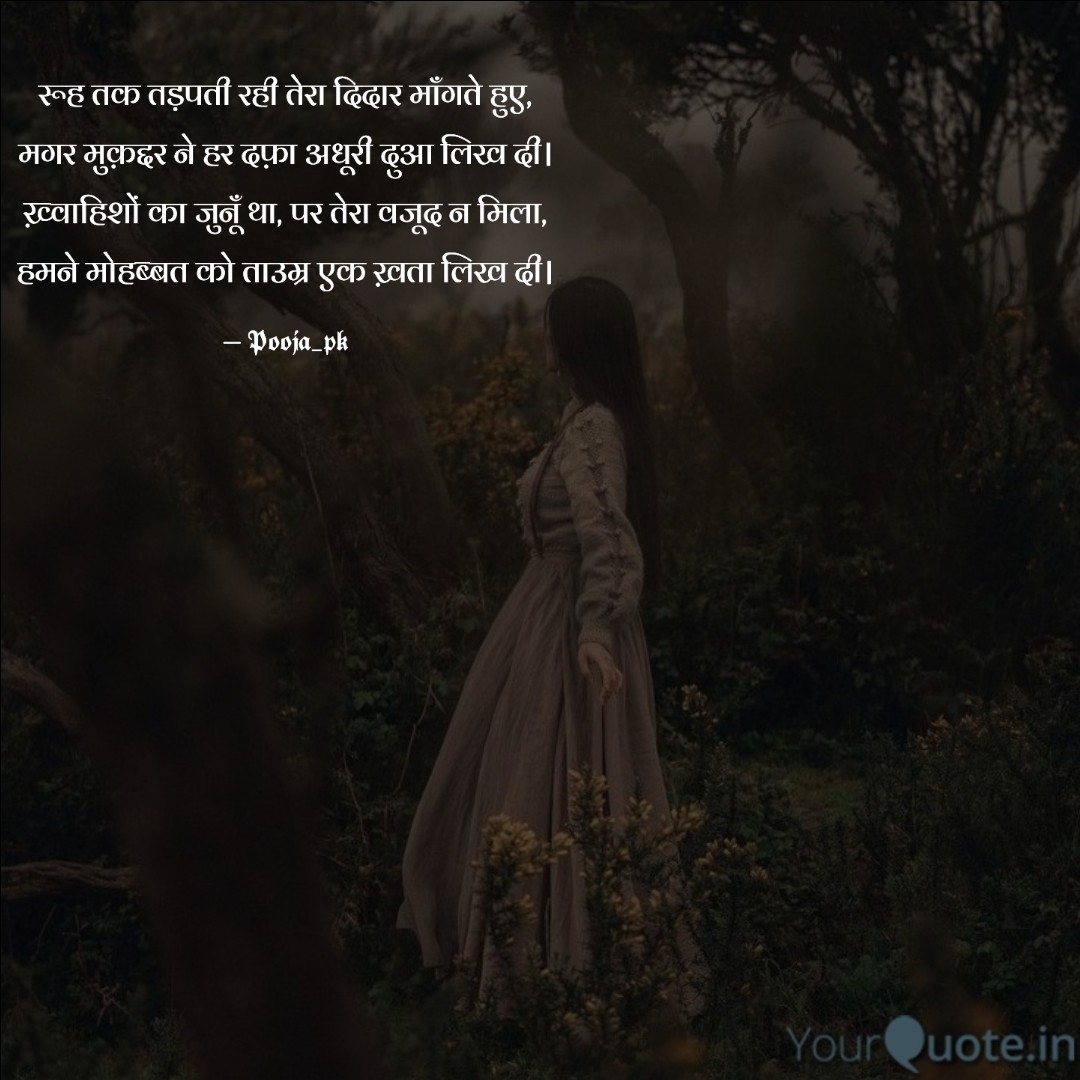 रूह तक तड़पती रही तेरा दिदार माँगते हुए,
मगर मुक़द्दर ने हर दफ़ा अधूरी दुआ लिख दी।
ख़्वाहिशों का जुनूँ था, पर तेरा वजूद न मिला,
हमने मोहब्बत को ताउम्र एक ख़ता लिख दी।
— Pooja_pk
YourQuote.in